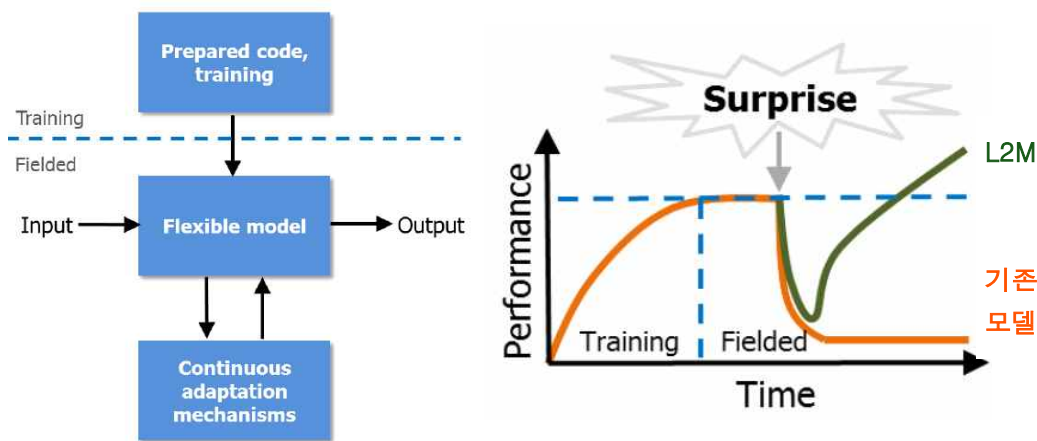 Prepared code,
training
Training
Fielded
Input
Flexible model
Output
Continuous
adaptation
mechanisms
Surprise
L2M
Performance
기존
모델
Training
Fielded
Time